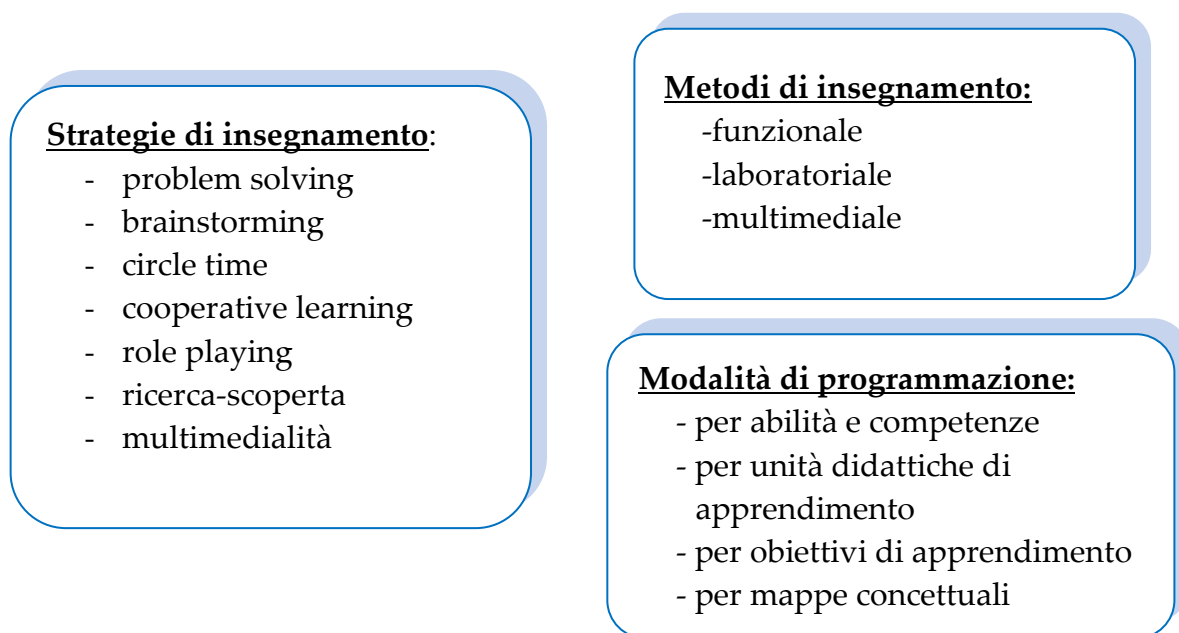 Strategie di insegnamento:
- problem solving
- brainstorming
- circle time
- cooperative learning
- role playing
- ricerca-scoperta
- multimedialità
Metodi di insegnamento:
-funzionale
-laboratoriale
-multimediale
Modalità di programmazione:
- per abilità e competenze
- per unità didattiche di
apprendimento
- per obiettivi di apprendimento
- per mappe concettuali